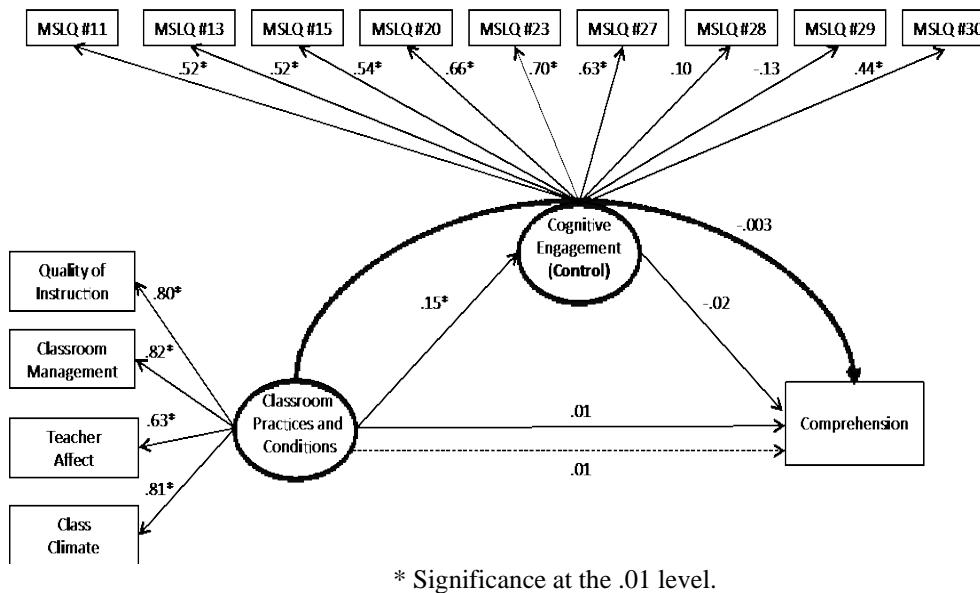 MSLQ #11
MSLQ #13
MSLQ #15
MSLQ #20
MSLQ #23
MSLQ #27
MSLQ #28
MSLQ #29
MSLQ #30
.52*
.52*
.54*
.66*
.70*
.63*
.10
-.13
.44*
Cognitive
Engagement
(Control)
-.003
Quality of
Instruction
.80*
.15*
-.02
Classroom
Management
.82*
Teacher
Affect
.63*
Classroom
Practices and
Conditions
.01
.01
Comprehension
Class
Climate
.81*
* Significance at the .01 level.